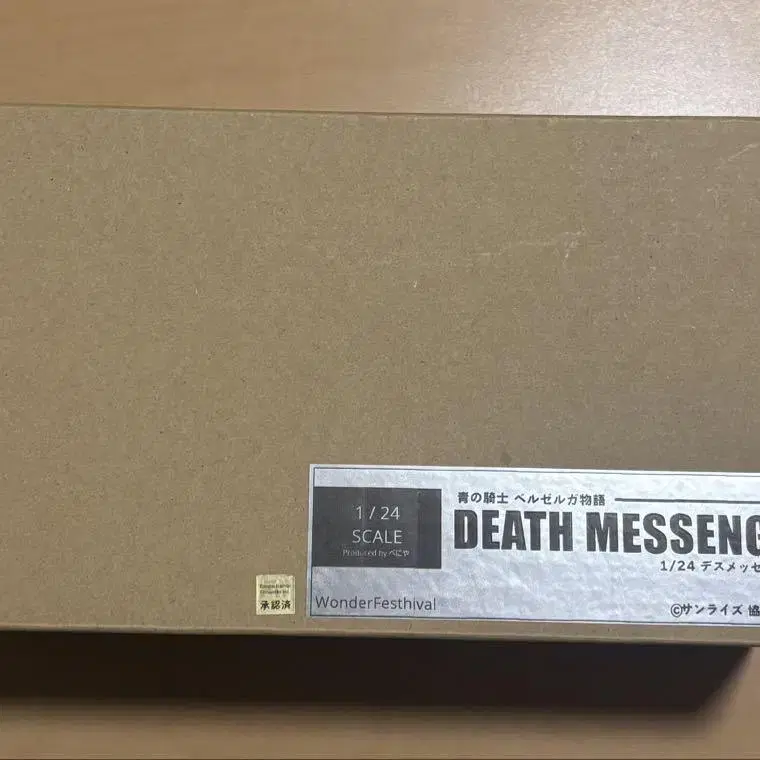 青の騎士 ベルゼルガ物語
1 / 24
SCALE
Produced by べにや
DEATH MESSENG
1/24 デスメッセ
WonderFesthival
©サンライズ 協
承認済